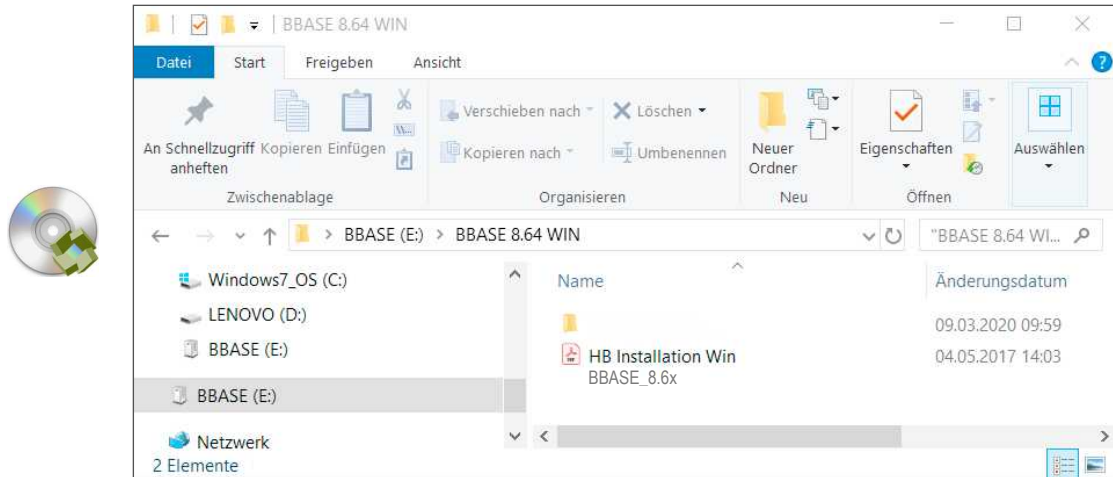 BBASE 8.64 WIN
Datei Start Freigeben Ansicht
An Schnellzugriff anheften
Kopieren
Einfügen
Zwischenablage
Verschieben nach
Kopieren nach
Löschen
Umbenennen
Organisieren
Neuer Ordner
Neu
Eigenschaften
Öffnen
Auswählen
BBASE (E:) > BBASE 8.64 WIN
"BBASE 8.64 WI...
Windows7_OS (C:)
LENOVO (D:)
BBASE (E:)
BBASE (E:)
Netzwerk
Name Änderungsdatum
09.03.2020 09:59
HB Installation Win 04.05.2017 14:03
BBASE_8.6x
2 Elemente